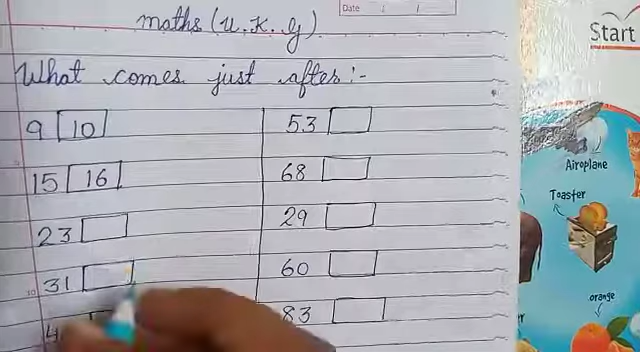 Date / /
maths (U.K.G)
What comes just after :-
9 10
15 16
23
31
53
68
29
60
83
Start
Airoplane
Toaster
orange